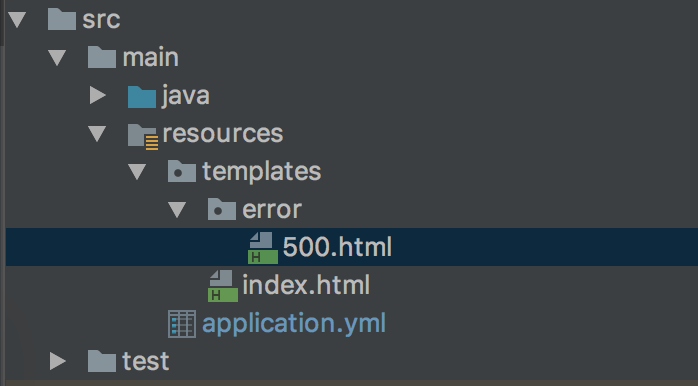 src
main
java
resources
templates
error
500.html
index.html
application.yml
test